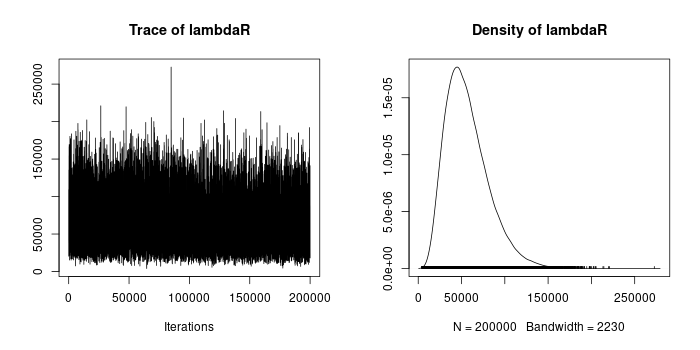 Trace of lambdaR
0
50000
150000
250000
0
50000
100000
150000
200000
Iterations
Density of lambdaR
0.0e+00
5.0e-06
1.0e-05
1.5e-05
0
50000
150000
250000
N = 200000   Bandwidth = 2230